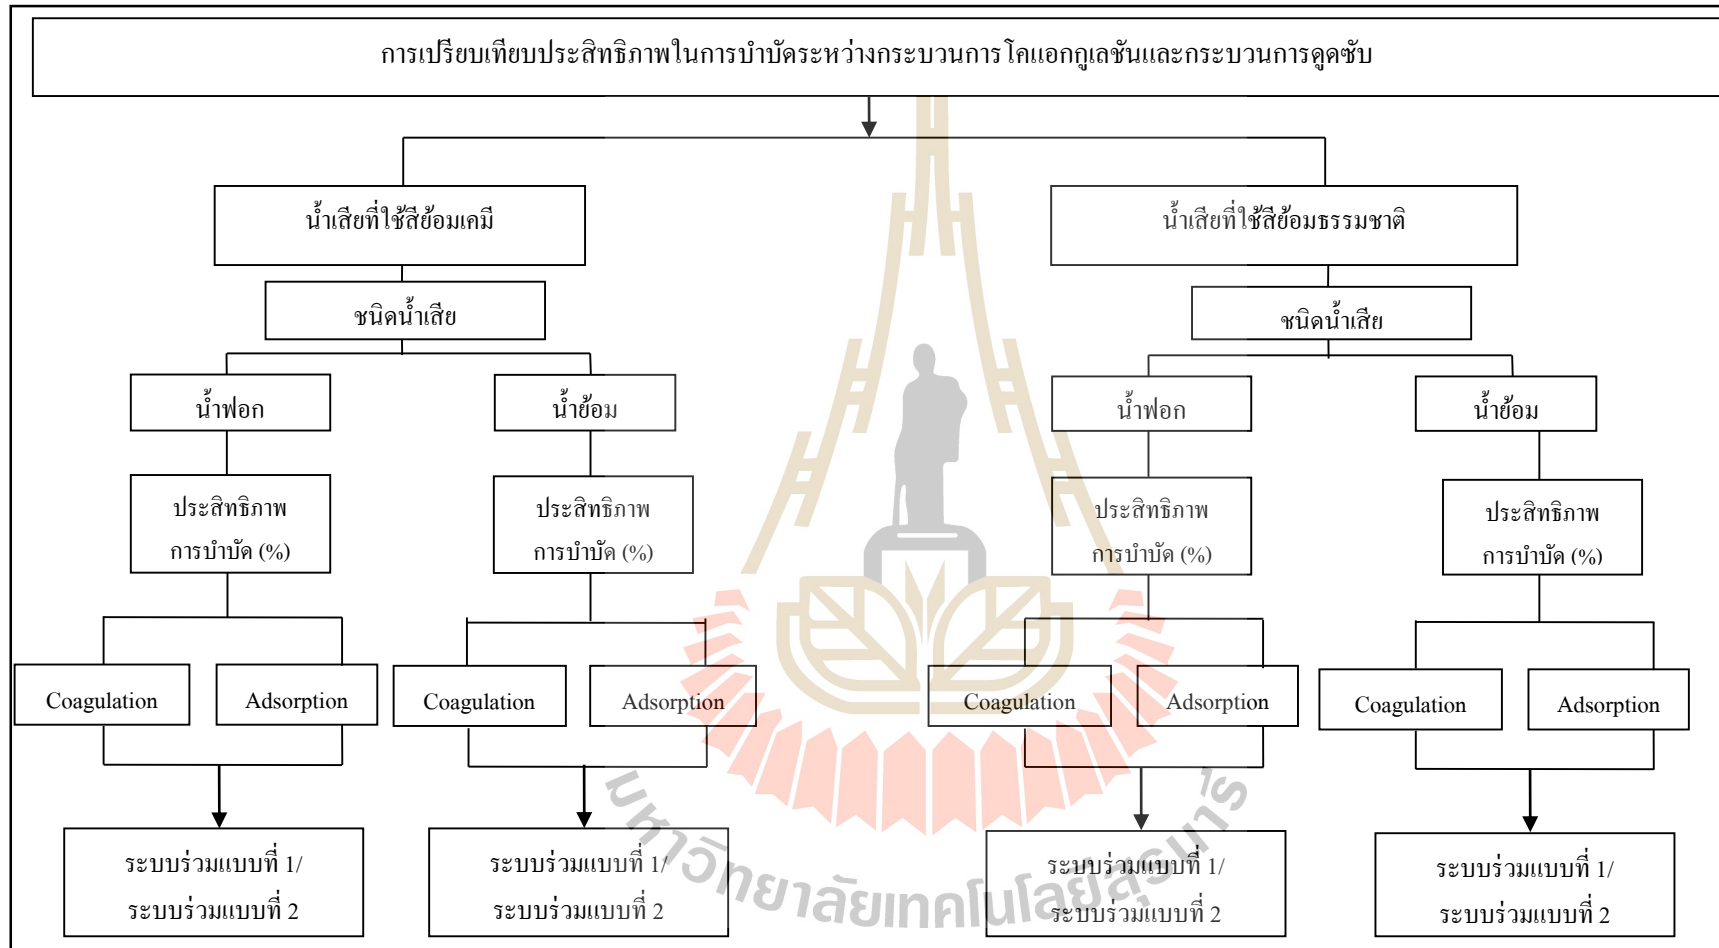 การเปรียบเทียบประสิทธิภาพในการบำบัดระหว่างกระบวนการโคแอกกูเลชันและกระบวนการดูดซับ
น้ำเสียที่ใช้สีย้อมเคมี
น้ำเสียที่ใช้สีย้อมธรรมชาติ
ชนิดน้ำเสีย
ชนิดน้ำเสีย
น้ำฟอก
น้ำย้อม
น้ำฟอก
น้ำย้อม
ประสิทธิภาพ
การบำบัด (%)
ประสิทธิภาพ
การบำบัด (%)
ประสิทธิภาพ
การบำบัด (%)
ประสิทธิภาพ
การบำบัด (%)
Coagulation
Adsorption
Coagulation
Adsorption
Coagulation
Adsorption
Coagulation
Adsorption
ระบบร่วมแบบที่ 1/
ระบบร่วมแบบที่ 2
ระบบร่วมแบบที่ 1/
ระบบร่วมแบบที่ 2
ระบบร่วมแบบที่ 1/
ระบบร่วมแบบที่ 2
ระบบร่วมแบบที่ 1/
ระบบร่วมแบบที่ 2
มหาวิทยาลัยเทคโนโลยีสุรนารี